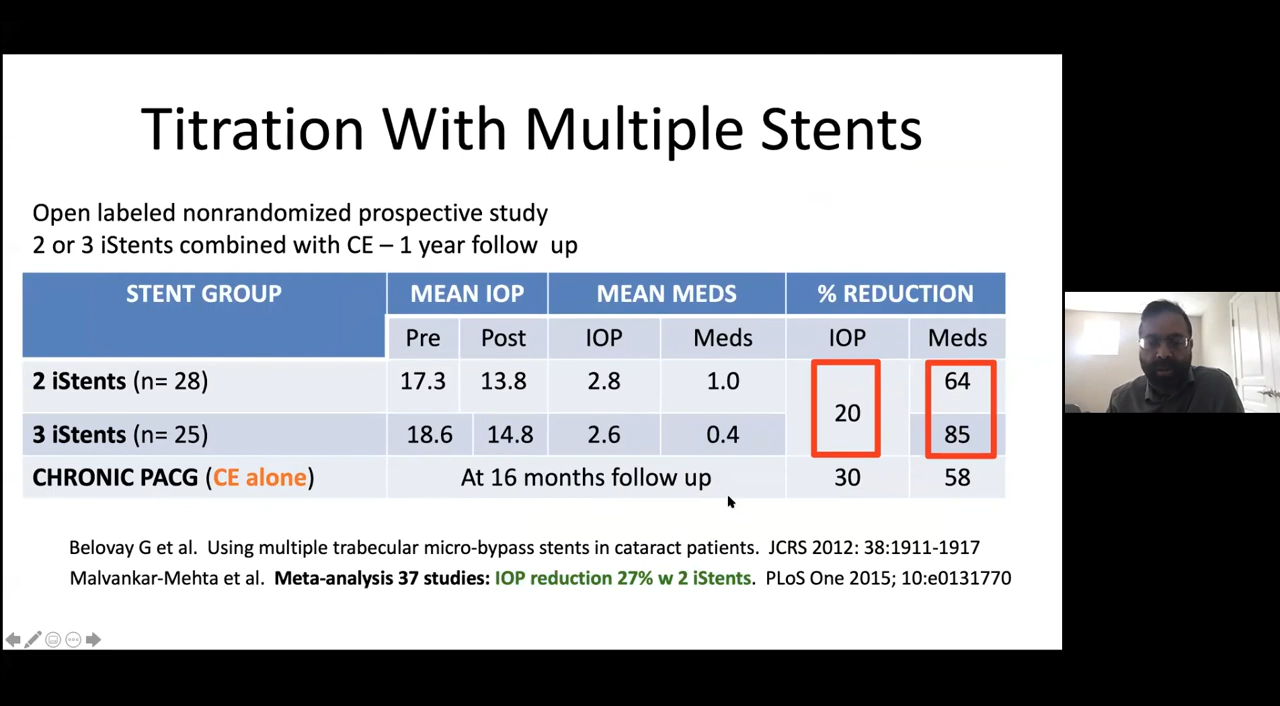 Titration With Multiple Stents
Open labeled nonrandomized prospective study
2 or 3 iStents combined with CE – 1 year follow up
STENT GROUP MEAN IOP MEAN MEDS % REDUCTION
Pre Post IOP Meds IOP Meds
2 iStents (n= 28) 17.3 13.8 2.8 1.0 20 64
3 iStents (n= 25) 18.6 14.8 2.6 0.4 85
CHRONIC PACG (CE alone) At 16 months follow up 30 58
Belovay G et al. Using multiple trabecular micro-bypass stents in cataract patients. JCRS 2012: 38:1911-1917
Malvankar-Mehta et al. Meta-analysis 37 studies: IOP reduction 27% w 2 iStents. PLoS One 2015; 10:e0131770